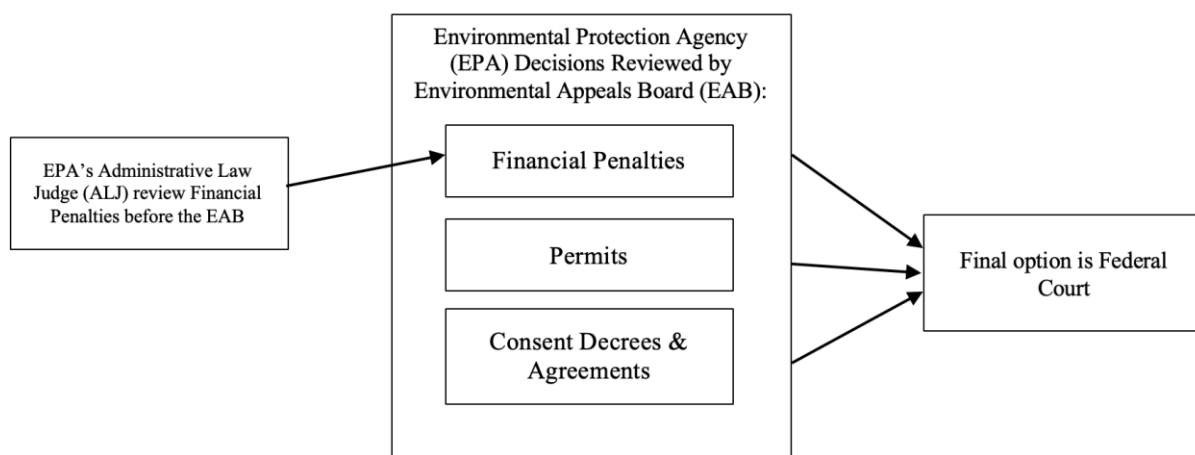 Environmental Protection Agency
(EPA) Decisions Reviewed by
Environmental Appeals Board (EAB):
EPA’s Administrative Law
Judge (ALJ) review Financial
Penalties before the EAB
Financial Penalties
Permits
Consent Decrees &
Agreements
Final option is Federal
Court